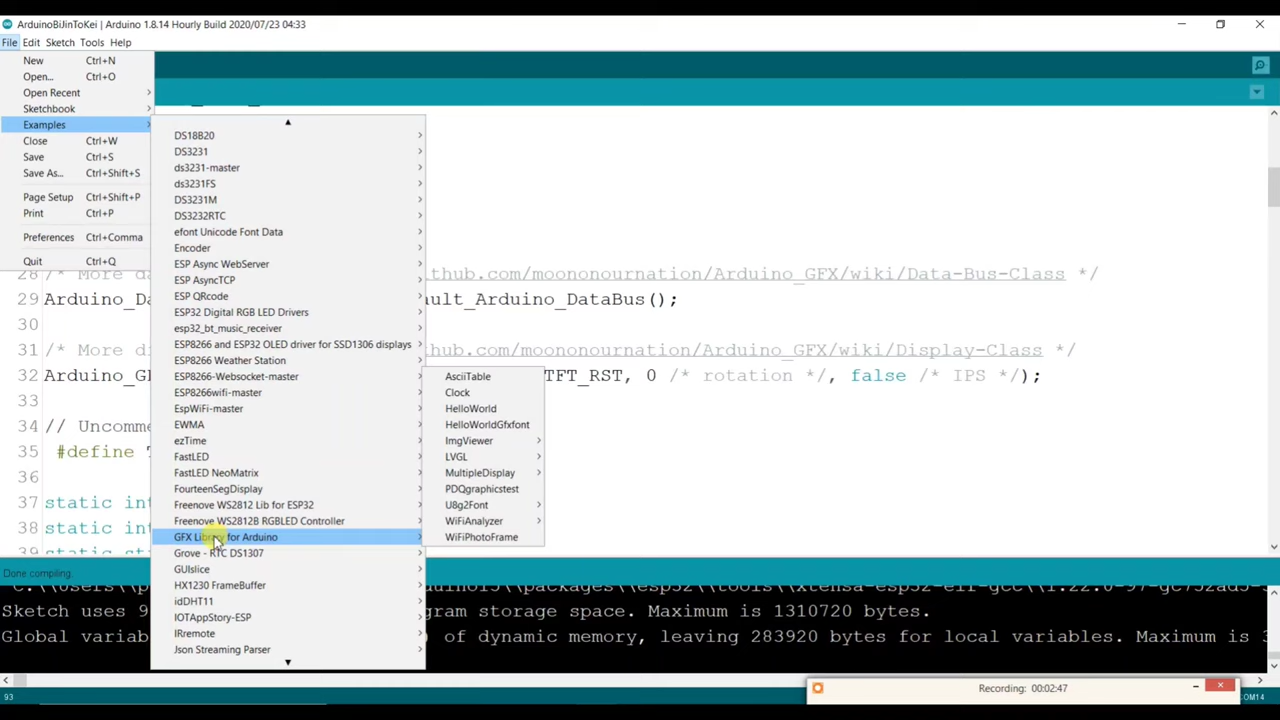 ArduinoBiJinToKei | Arduino 1.8.14 Hourly Build 2020/07/23 04:33
File Edit Sketch Tools Help
New Ctrl+N
Open... Ctrl+O
Open Recent
Sketchbook
Examples
Close Ctrl+W
Save Ctrl+S
Save As... Ctrl+Shift+S
Page Setup Ctrl+Shift+P
Print Ctrl+P
Preferences Ctrl+Comma
Quit Ctrl+Q
DS18B20
DS3231
ds3231-master
ds3231FS
DS3231M
DS3232RTC
efont Unicode Font Data
Encoder
ESP Async WebServer
ESP AsyncTCP
ESP QRcode
ESP32 Digital RGB LED Drivers
esp32_bt_music_receiver
ESP8266 and ESP32 OLED driver for SSD1306 displays
ESP8266 Weather Station
ESP8266-Websocket-master
ESP8266wifi-master
EspWiFi-master
EWMA
ezTime
FastLED
FastLED NeoMatrix
FourteenSegDisplay
Freenove WS2812 Lib for ESP32
Freenove WS2812B RGBLED Controller
GFX Library for Arduino
Grove - RTC DS1307
GUIslice
HX1230 FrameBuffer
idDHT11
IOTAppStory-ESP
IRremote
Json Streaming Parser
AsciiTable
Clock
HelloWorld
HelloWorldGfxfont
ImgViewer
LVGL
MultipleDisplay
PDQgraphicstest
U8g2Font
WiFiAnalyzer
WiFiPhotoFrame
28 /* More da github.com/moononournation/Arduino_GFX/wiki/Data-Bus-Class */
29 Arduino_Da ult_Arduino_DataBus();
30
31 /* More di github.com/moononournation/Arduino_GFX/wiki/Display-Class */
32 Arduino_GF TFT_RST, 0 /* rotation */, false /* IPS */);
33
34 // Uncomme
35 #define T
36
37 static int
38 static int
39
Done compiling.
Sketch uses 9 gram storage space. Maximum is 1310720 bytes.
Global variab ) of dynamic memory, leaving 283920 bytes for local variables. Maximum is 3
93
Recording: 00:02:47
COM14